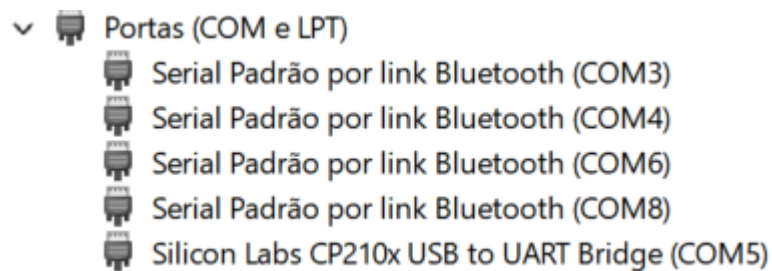 Portas (COM e LPT)
Serial Padrão por link Bluetooth (COM3)
Serial Padrão por link Bluetooth (COM4)
Serial Padrão por link Bluetooth (COM6)
Serial Padrão por link Bluetooth (COM8)
Silicon Labs CP210x USB to UART Bridge (COM5)